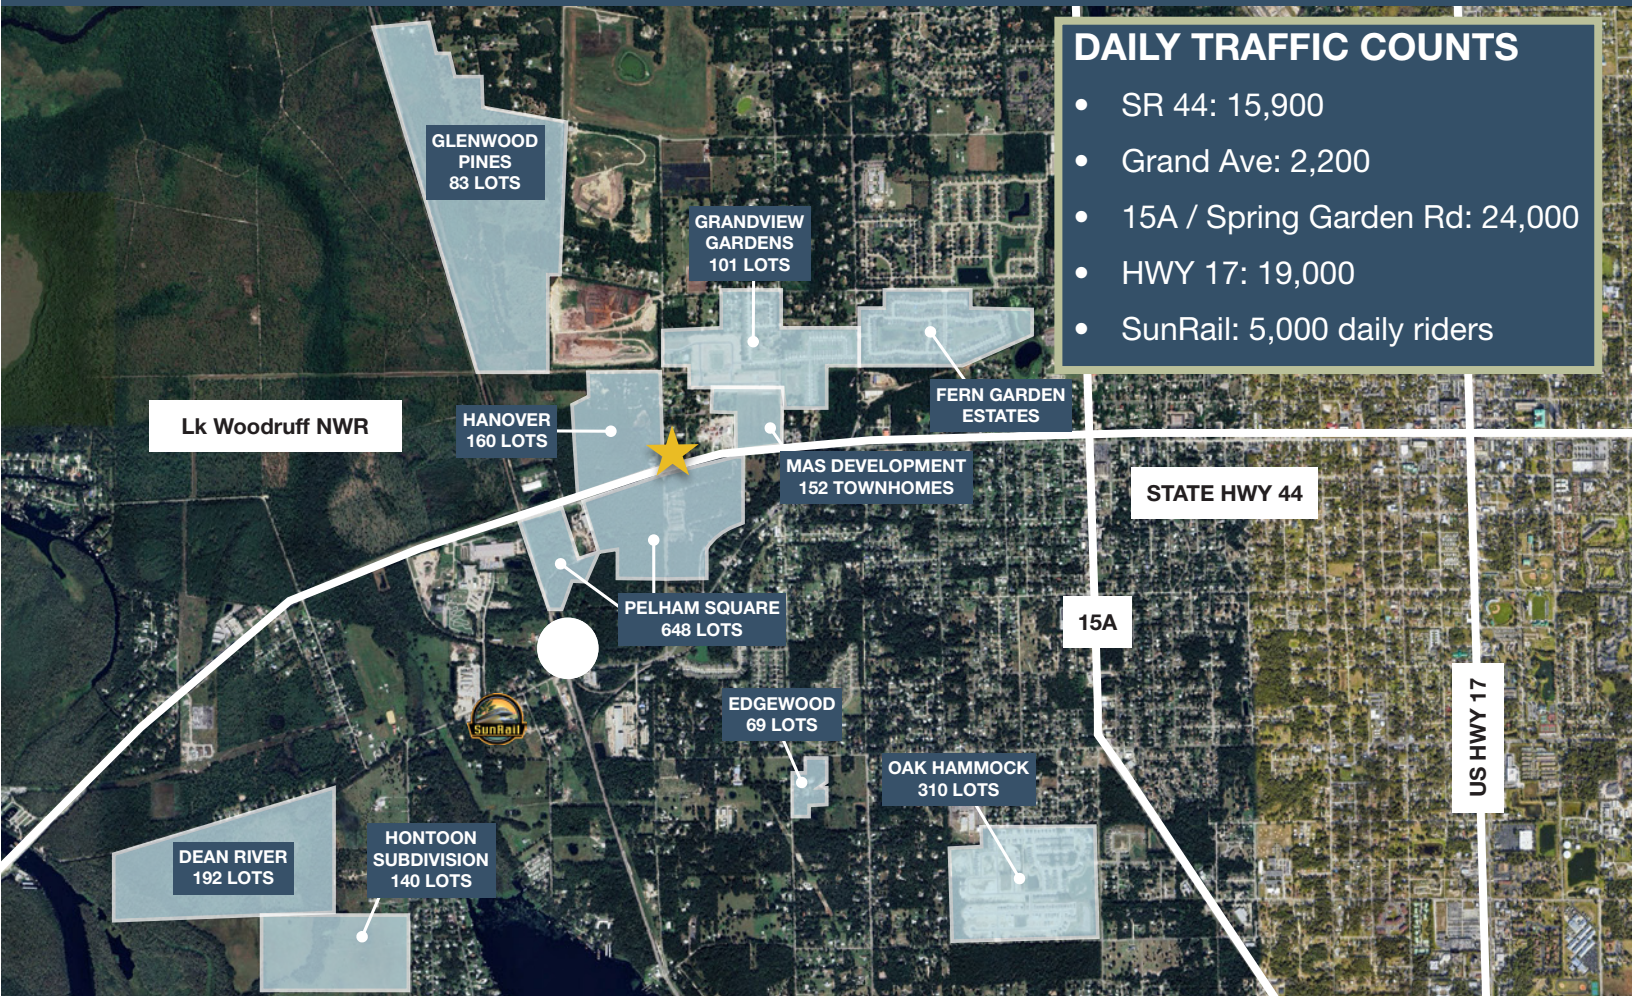 DAILY TRAFFIC COUNTS
• SR 44: 15,900
• Grand Ave: 2,200
• 15A / Spring Garden Rd: 24,000
• HWY 17: 19,000
• SunRail: 5,000 daily riders
GLENWOOD
PINES
83 LOTS
GRANDVIEW
GARDENS
101 LOTS
FERN GARDEN
ESTATES
Lk Woodruff NWR
HANOVER
160 LOTS
MAS DEVELOPMENT
152 TOWNHOMES
STATE HWY 44
PELHAM SQUARE
648 LOTS
15A
US HWY 17
SunRail
EDGEWOOD
69 LOTS
OAK HAMMOCK
310 LOTS
DEAN RIVER
192 LOTS
HONTOON
SUBDIVISION
140 LOTS